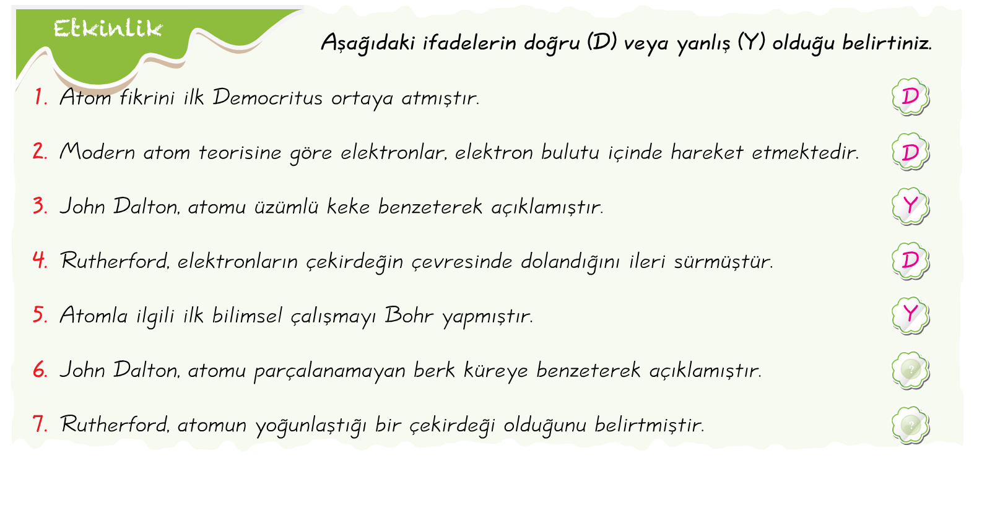 Etkinlik
Aşağıdaki ifadelerin doğru (D) veya yanlış (Y) olduğu belirtiniz.
1. Atom fikrini ilk Democritus ortaya atmıştır. D
2. Modern atom teorisine göre elektronlar, elektron bulutu içinde hareket etmektedir. D
3. John Dalton, atomu üzümlü keke benzeterek açıklamıştır. Y
4. Rutherford, elektronların çekirdeğin çevresinde dolandığını ileri sürmüştür. D
5. Atomla ilgili ilk bilimsel çalışmayı Bohr yapmıştır. Y
6. John Dalton, atomu parçalanamayan berk küreye benzeterek açıklamıştır. ?
7. Rutherford, atomun yoğunlaştığı bir çekirdeği olduğunu belirtmiştir. ?